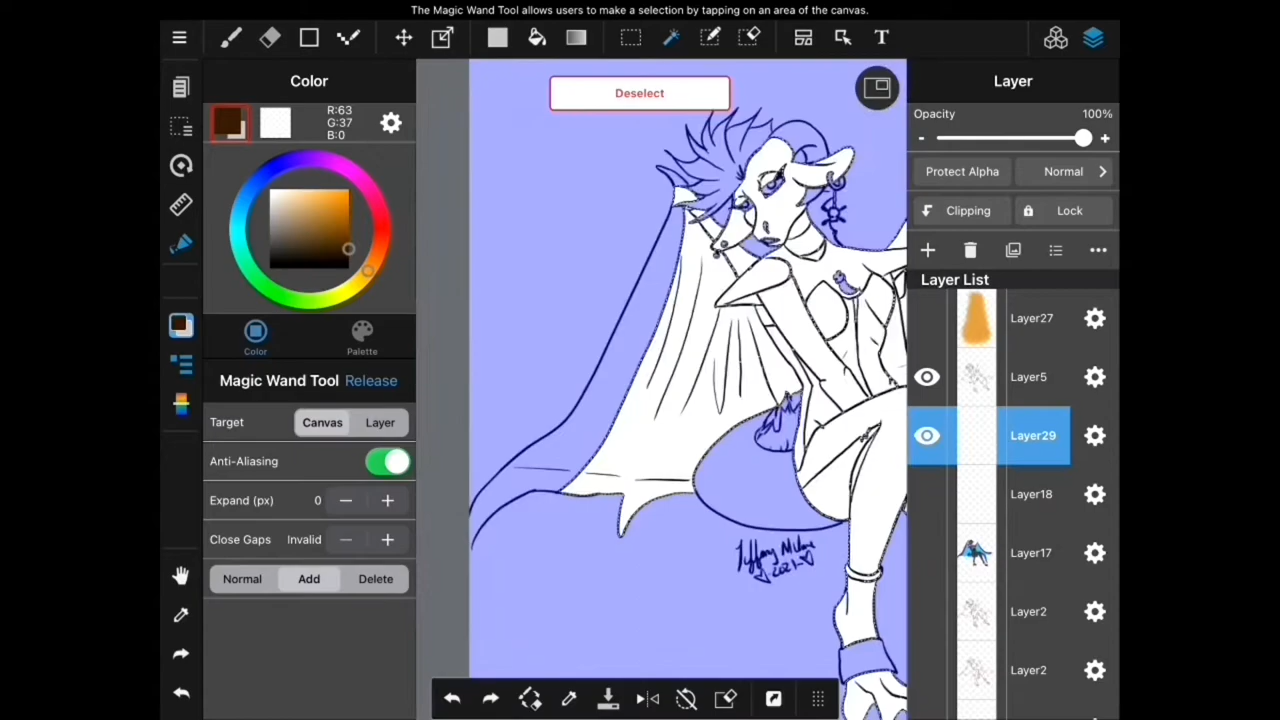 The Magic Wand Tool allows users to make a selection by tapping on an area of the canvas.
T
Color
R:63
G:37
B:0
Color
Palette
Magic Wand Tool Release
Target Canvas Layer
Anti-Aliasing
Expand (px) 0 - +
Close Gaps Invalid - +
Normal Add Delete
Deselect
2021
Layer
Opacity 100%
- +
Protect Alpha Normal
Clipping Lock
Layer List
Layer27
Layer5
Layer29
Layer18
Layer17
Layer2
Layer2